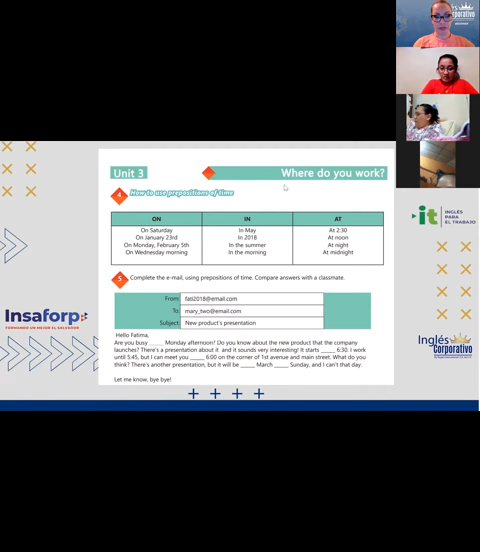 Corporativo
Unit 3
Where do you work?
4
How to use prepositions of time
ON
IN
AT
On Saturday
In May
At 2:30
On January 23rd
In 2018
At noon
On Monday, February 5th
In the summer
At night
On Wednesday morning
In the morning
At midnight
5
Complete the e-mail, using prepositions of time. Compare answers with a classmate.
From:
fati2018@email.com
To:
mary_two@email.com
Subject:
New product's presentation
Hello Fatima,
Are you busy _____ Monday afternoon? Do you know about the new product that the company
launches? There's a presentation about it and it sounds very interesting! It starts _____ 6:30. I work
until 5:45, but I can meet you _____ 6:00 on the corner of 1st avenue and main street. What do you
think? There's another presentation, but it will be _____ March _____ Sunday, and I can't that day.
Let me know, bye bye!
Insaforp
FORMANDO UN MEJOR EL SALVADOR
it
INGLÉS
PARA
EL TRABAJO
Inglés
Corporativo